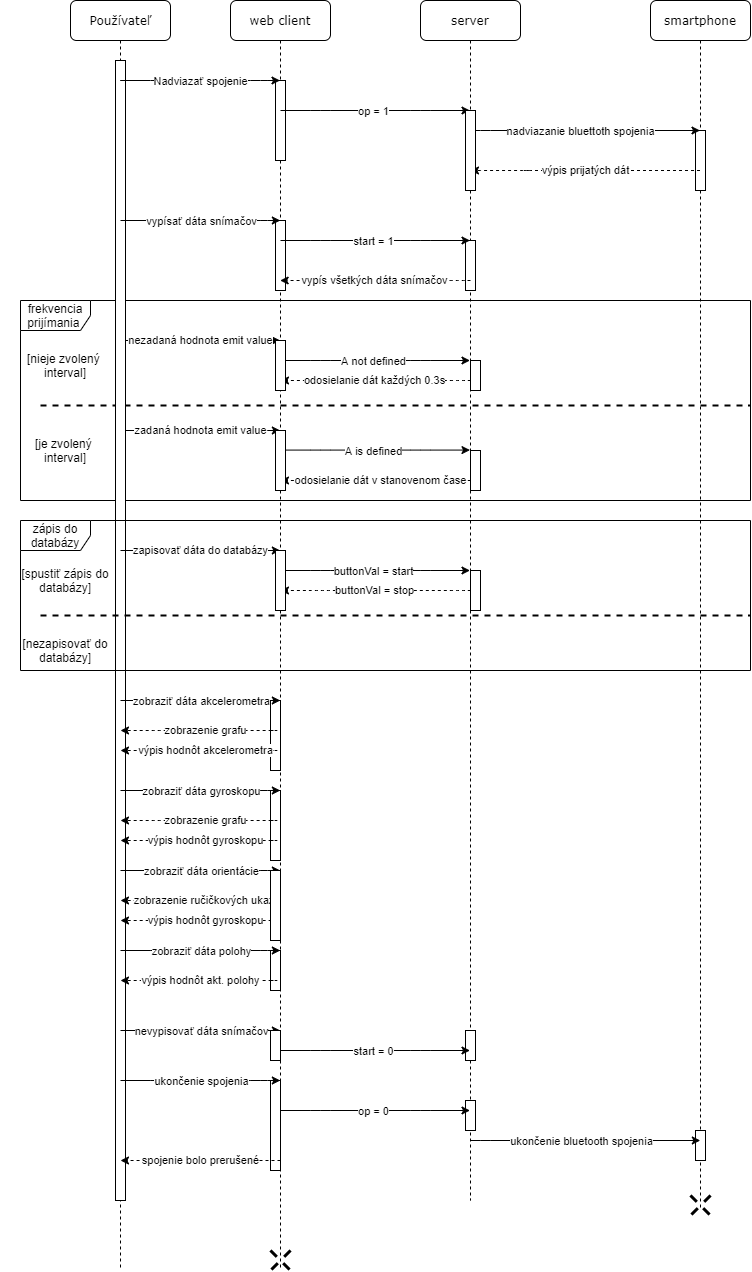 Používateľ
web client
server
smartphone
Nadviazať spojenie
op = 1
nadviazanie bluettoth spojenia
výpis prijatých dát
vypísať dáta snímačov
start = 1
vypís všetkých dáta snímačov
frekvencia
prijímania
nezadaná hodnota emit value
[nieje zvolený
interval]
A not defined
odosielanie dát každých 0.3s
zadaná hodnota emit value
[je zvolený
interval]
A is defined
odosielanie dát v stanovenom čase
zápis do
databázy
zapisovať dáta do databázy
[spustiť zápis do
databázy]
buttonVal = start
buttonVal = stop
[nezapisovať do
databázy]
zobraziť dáta akcelerometra
zobrazenie grafu
výpis hodnôt akcelerometra
zobraziť dáta gyroskopu
zobrazenie grafu
výpis hodnôt gyroskopu
zobraziť dáta orientácie
zobrazenie ručičkových
výpis hodnôt gyroskopu
zobraziť dáta polohy
výpis hodnôt akt. polohy
nevypisovať dáta snímačov
start = 0
ukončenie spojenia
op = 0
ukončenie bluetooth spojenia
spojenie bolo prerušené